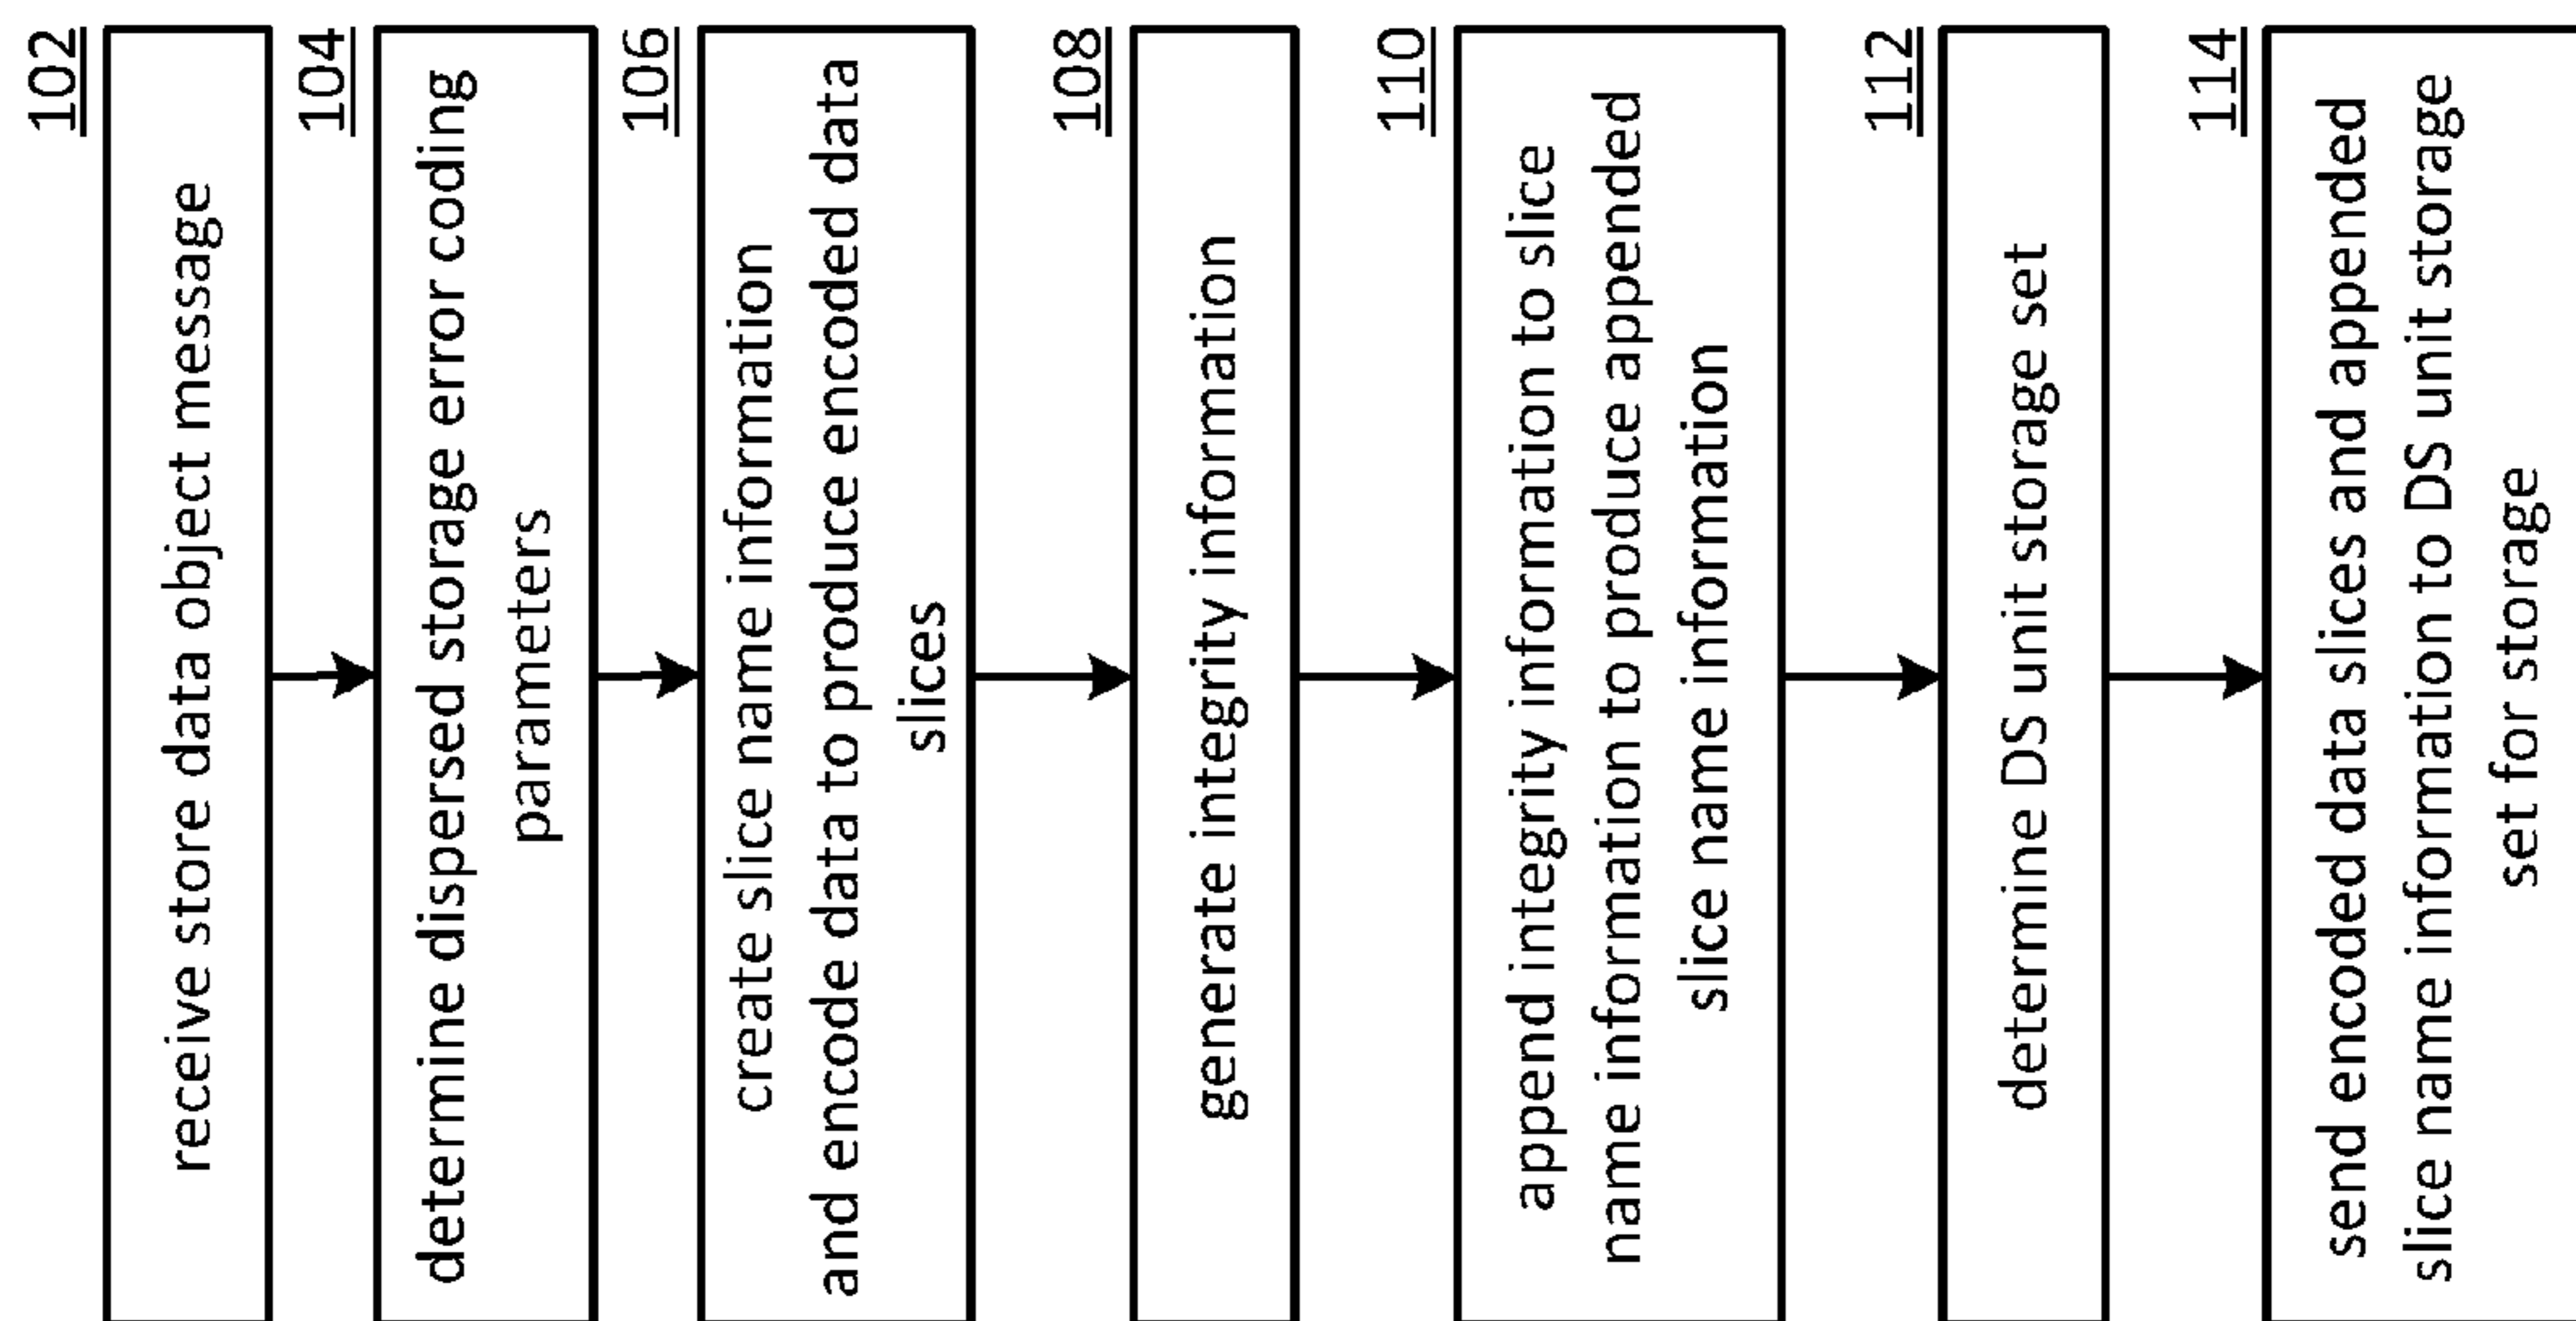 102
receive store data object message
104
determine dispersed storage error coding
parameters
106
create slice name information
and encode data to produce encoded data
slices
108
generate integrity information
110
append integrity information to slice
name information to produce appended
slice name information
112
determine DS unit storage set
114
send encoded data slices and appended
slice name information to DS unit storage
set for storage